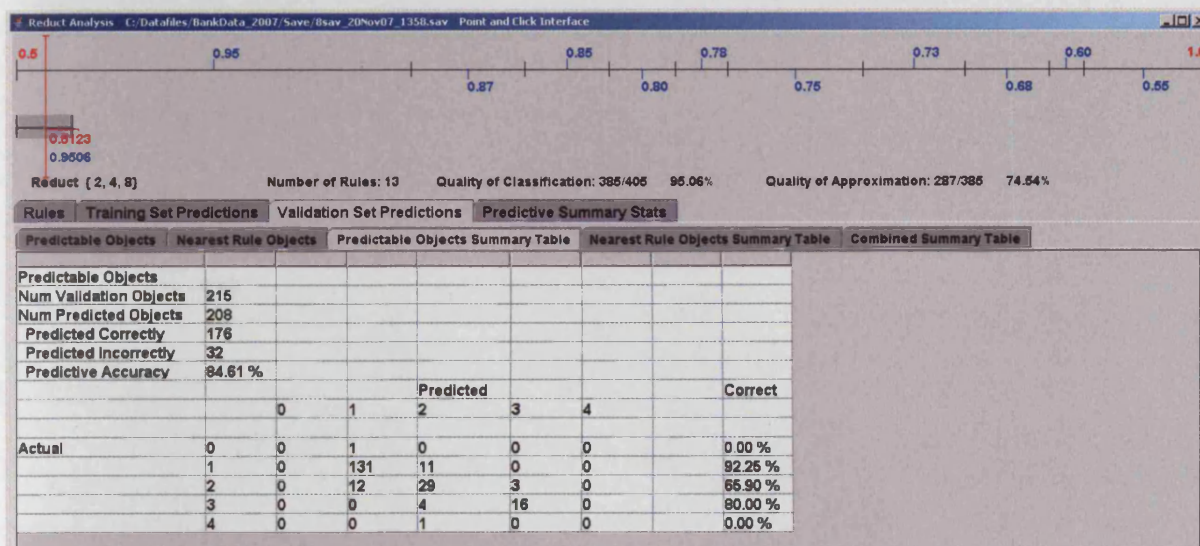 Reduct Analysis C:/Datafiles/BankData_2007/Save/8sav_20Nov07_1358.sav Point and Click Interface
0.5 0.95 0.85 0.78 0.73 0.60 1.0
0.87 0.80 0.75 0.68 0.55
0.5123
0.9506
Reduct {2, 4, 8} Number of Rules: 13 Quality of Classification: 385/405 95.06% Quality of Approximation: 287/385 74.54%
Rules Training Set Predictions Validation Set Predictions Predictive Summary Stats
Predictable Objects Nearest Rule Objects Predictable Objects Summary Table Nearest Rule Objects Summary Table Combined Summary Table
Predictable Objects
Num Validation Objects 215
Num Predicted Objects 208
Predicted Correctly 176
Predicted Incorrectly 32
Predictive Accuracy 84.61 %
Predicted Correct
0 1 2 3 4
Actual 0 0 1 0 0 0 0.00 %
1 0 131 11 0 0 92.25 %
2 0 12 29 3 0 65.90 %
3 0 0 4 16 0 80.00 %
4 0 0 1 0 0 0.00 %